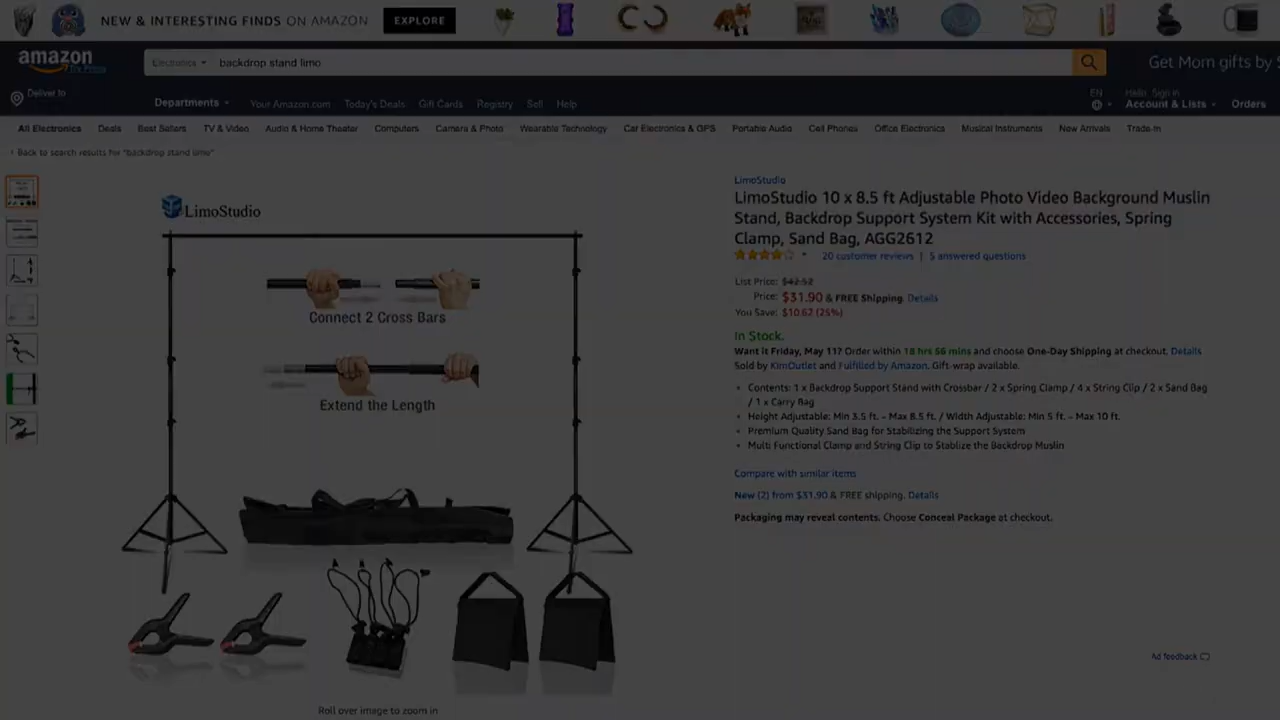 NEW & INTERESTING FINDS ON AMAZON
EXPLORE
amazon
Try Prime
Electronics
backdrop stand limo
Get Mom gifts by
Deliver to
Departments
Your Amazon.com
Today's Deals
Gift Cards
Registry
Sell
Help
EN
Hello. Sign in
Account & Lists
Orders
All Electronics
Deals
Best Sellers
TV & Video
Audio & Home Theater
Computers
Camera & Photo
Wearable Technology
Car Electronics & GPS
Portable Audio
Cell Phones
Office Electronics
Musical Instruments
New Arrivals
Trade-In
‹ Back to search results for "backdrop stand limo"
LimoStudio
Connect 2 Cross Bars
Extend the Length
Roll over image to zoom in
LimoStudio
LimoStudio 10 x 8.5 ft Adjustable Photo Video Background Muslin
Stand, Backdrop Support System Kit with Accessories, Spring
Clamp, Sand Bag, AGG2612
20 customer reviews | 5 answered questions
List Price: $42.52
Price: $31.90 & FREE Shipping. Details
You Save: $10.62 (25%)
In Stock.
Want it Friday, May 11? Order within 18 hrs 56 mins and choose One-Day Shipping at checkout. Details
Sold by KimOutlet and Fulfilled by Amazon. Gift-wrap available.
• Contents: 1 x Backdrop Support Stand with Crossbar / 2 x Spring Clamp / 4 x String Clip / 2 x Sand Bag
/ 1 x Carry Bag
• Height Adjustable: Min 3.5 ft. - Max 8.5 ft. / Width Adjustable: Min 5 ft - Max 10 ft.
• Premium Quality Sand Bag for Stabilizing the Support System
• Multi Functional Clamp and String Clip to Stablize the Backdrop Muslin
Compare with similar items
New (2) from $31.90 & FREE shipping. Details
Packaging may reveal contents. Choose Conceal Package at checkout.
Ad feedback